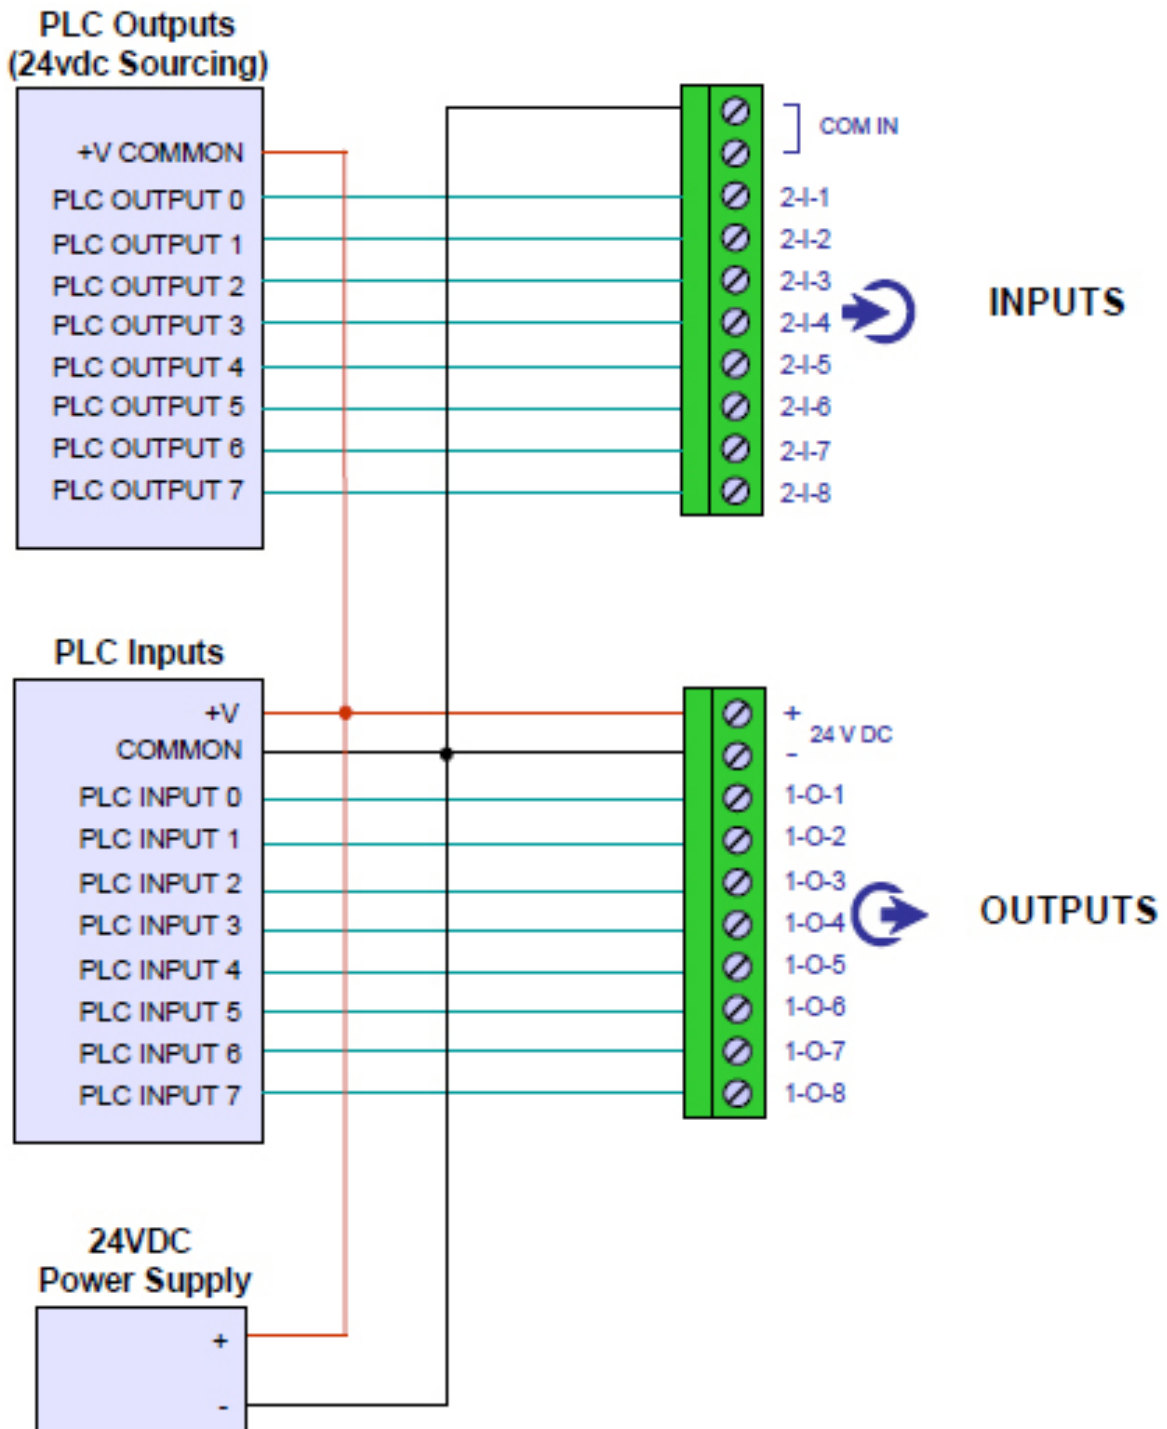 PLC Outputs
(24vdc Sourcing)
+V COMMON
PLC OUTPUT 0
PLC OUTPUT 1
PLC OUTPUT 2
PLC OUTPUT 3
PLC OUTPUT 4
PLC OUTPUT 5
PLC OUTPUT 6
PLC OUTPUT 7
COM IN
2-I-1
2-I-2
2-I-3
2-I-4
2-I-5
2-I-6
2-I-7
2-I-8
INPUTS
PLC Inputs
+V
COMMON
PLC INPUT 0
PLC INPUT 1
PLC INPUT 2
PLC INPUT 3
PLC INPUT 4
PLC INPUT 5
PLC INPUT 6
PLC INPUT 7
+
24 V DC
-
1-O-1
1-O-2
1-O-3
1-O-4
1-O-5
1-O-6
1-O-7
1-O-8
OUTPUTS
24VDC
Power Supply
+
-